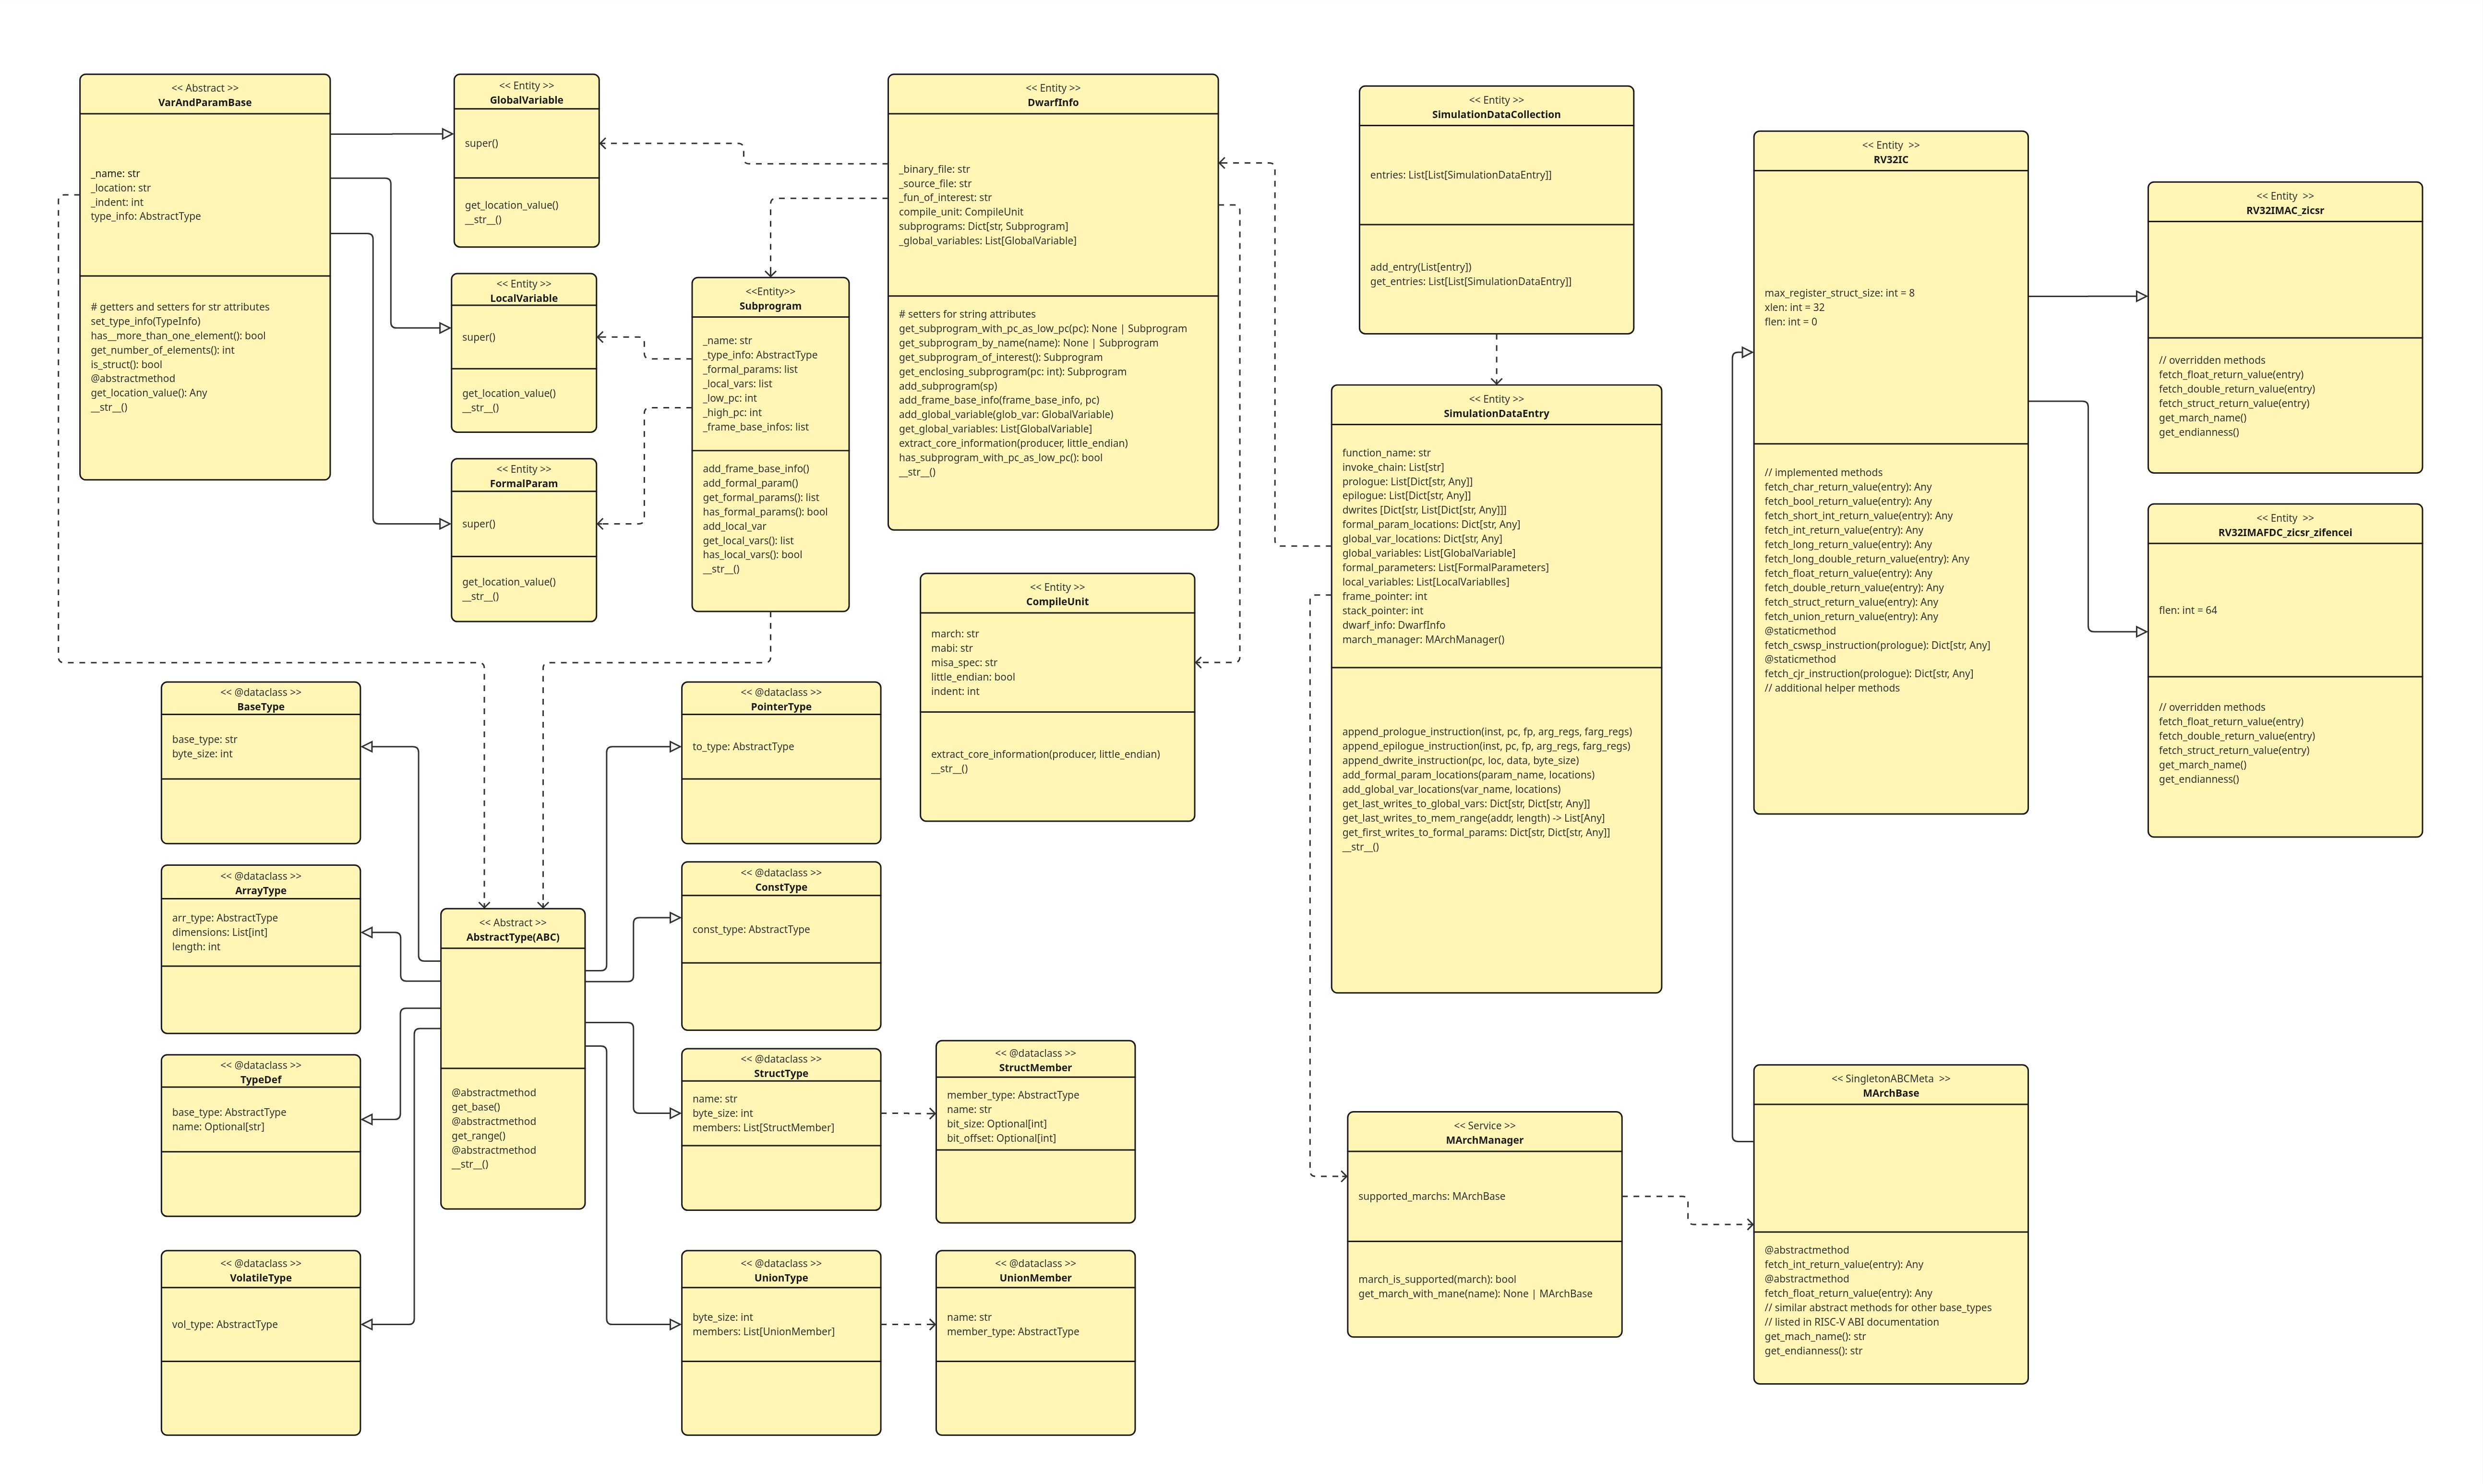 << Abstract >>
VarAndParamBase
_name: str
_location: str
_indent: int
type_info: AbstractType
# getters and setters for str attributes
set_type_info(TypeInfo)
has__more_than_one_element(): bool
get_number_of_elements(): int
is_struct(): bool
@abstractmethod
get_location_value(): Any
__str__()
<< Entity >>
GlobalVariable
super()
get_location_value()
__str__()
<< Entity >>
LocalVariable
super()
get_location_value()
__str__()
<< Entity >>
FormalParam
super()
get_location_value()
__str__()
<<Entity>>
Subprogram
_name: str
_type_info: AbstractType
_formal_params: list
_local_vars: list
_low_pc: int
_high_pc: int
_frame_base_infos: list
add_frame_base_info()
add_formal_param()
get_formal_params(): list
has_formal_params(): bool
add_local_var
get_local_vars(): list
has_local_vars(): bool
__str__()
<< Entity >>
DwarfInfo
_binary_file: str
_source_file: str
_fun_of_interest: str
compile_unit: CompileUnit
subprograms: Dict[str, Subprogram]
_global_variables: List[GlobalVariable]
# setters for string attributes
get_subprogram_with_pc_as_low_pc(pc): None | Subprogram
get_subprogram_by_name(name): None | Subprogram
get_subprogram_of_interest(): Subprogram
get_enclosing_subprogram(pc: int): Subprogram
add_subprogram(sp)
add_frame_base_info(frame_base_info, pc)
add_global_variable(glob_var: GlobalVariable)
get_global_variables: List[GlobalVariable]
extract_core_information(producer, little_endian)
has_subprogram_with_pc_as_low_pc(): bool
__str__()
<< Entity >>
CompileUnit
march: str
mabi: str
misa_spec: str
little_endian: bool
indent: int
extract_core_information(producer, little_endian)
__str__()
<< Entity >>
SimulationDataCollection
entries: List[List[SimulationDataEntry]]
add_entry(List[entry])
get_entries: List[List[SimulationDataEntry]]
<< Entity >>
SimulationDataEntry
function_name: str
invoke_chain: List[str]
prologue: List[Dict[str, Any]]
epilogue: List[Dict[str, Any]]
dwrites [Dict[str, List[Dict[str, Any]]]
formal_param_locations: Dict[str, Any]
global_var_locations: Dict[str, Any]
global_variables: List[GlobalVariable]
formal_parameters: List[FormalParameters]
local_variables: List[LocalVariablles]
frame_pointer: int
stack_pointer: int
dwarf_info: DwarfInfo
march_manager: MArchManager()
append_prologue_instruction(inst, pc, fp, arg_regs, farg_regs)
append_epilogue_instruction(inst, pc, fp, arg_regs, farg_regs)
append_dwrite_instruction(pc, loc, data, byte_size)
add_formal_param_locations(param_name, locations)
add_global_var_locations(var_name, locations)
get_last_writes_to_global_vars: Dict[str, Dict[str, Any]]
get_last_writes_to_mem_range(addr, length) -> List[Any]
get_first_writes_to_formal_params: Dict[str, Dict[str, Any]]
__str__()
<< Entity  >>
RV32IC
max_register_struct_size: int = 8
xlen: int = 32
flen: int = 0
// implemented methods
fetch_char_return_value(entry): Any
fetch_bool_return_value(entry): Any
fetch_short_int_return_value(entry): Any
fetch_int_return_value(entry): Any
fetch_long_return_value(entry): Any
fetch_long_double_return_value(entry): Any
fetch_float_return_value(entry): Any
fetch_double_return_value(entry): Any
fetch_struct_return_value(entry): Any
fetch_union_return_value(entry): Any
@staticmethod
fetch_cswsp_instruction(prologue): Dict[str, Any]
@staticmethod
fetch_cjr_instruction(prologue): Dict[str, Any]
// additional helper methods
<< Entity  >>
RV32IMAC_zicsr
// overridden methods
fetch_float_return_value(entry)
fetch_double_return_value(entry)
fetch_struct_return_value(entry)
get_march_name()
get_endianness()
<< Entity  >>
RV32IMAFDC_zicsr_zifencei
flen: int = 64
// overridden methods
fetch_float_return_value(entry)
fetch_double_return_value(entry)
fetch_struct_return_value(entry)
get_march_name()
get_endianness()
<< @dataclass >>
BaseType
base_type: str
byte_size: int
<< @dataclass >>
ArrayType
arr_type: AbstractType
dimensions: List[int]
length: int
<< @dataclass >>
TypeDef
base_type: AbstractType
name: Optional[str]
<< @dataclass >>
VolatileType
vol_type: AbstractType
<< Abstract >>
AbstractType(ABC)
@abstractmethod
get_base()
@abstractmethod
get_range()
@abstractmethod
__str__()
<< @dataclass >>
PointerType
to_type: AbstractType
<< @dataclass >>
ConstType
const_type: AbstractType
<< @dataclass >>
StructType
name: str
byte_size: int
members: List[StructMember]
<< @dataclass >>
StructMember
member_type: AbstractType
name: str
bit_size: Optional[int]
bit_offset: Optional[int]
<< @dataclass >>
UnionType
byte_size: int
members: List[UnionMember]
<< @dataclass >>
UnionMember
name: str
member_type: AbstractType
<< Service >>
MArchManager
supported_marchs: MArchBase
march_is_supported(march): bool
get_march_with_mane(name): None | MArchBase
<< SingletonABCMeta  >>
MArchBase
@abstractmethod
fetch_int_return_value(entry): Any
@abstractmethod
fetch_float_return_value(entry): Any
// similar abstract methods for other base_types
// listed in RISC-V ABI documentation
get_mach_name(): str
get_endianness(): str